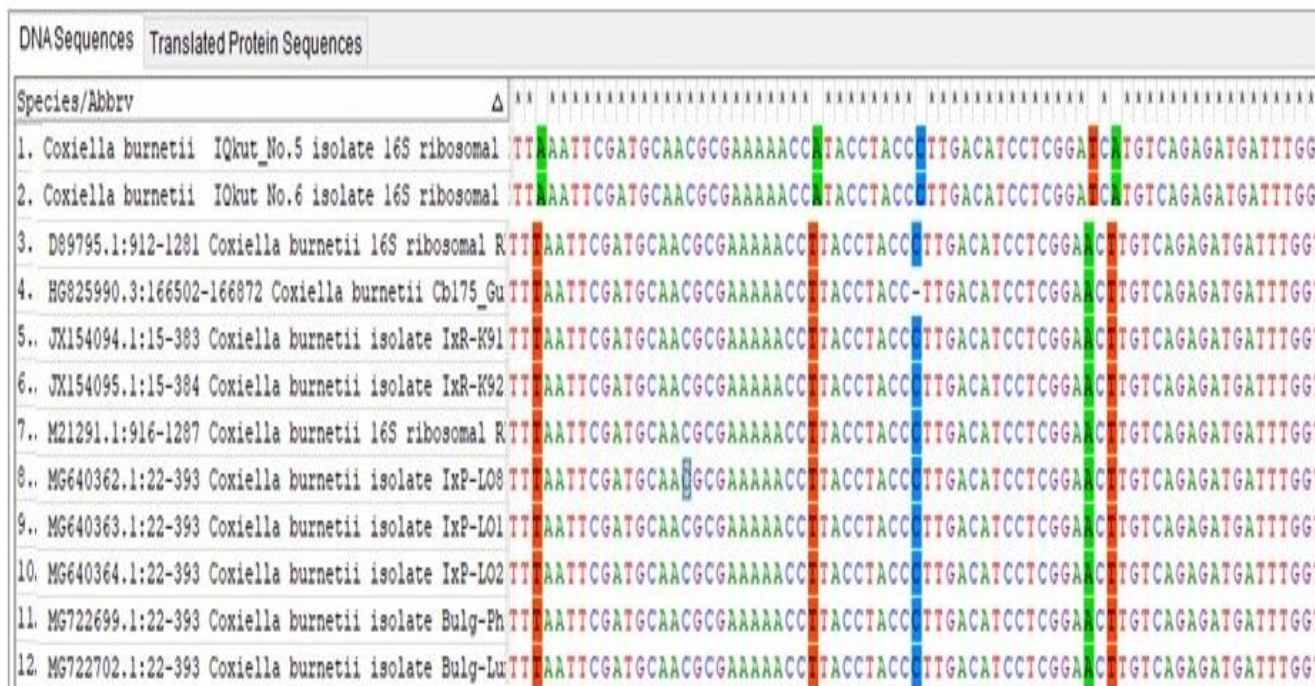 DNA Sequences Translated Protein Sequences
Species/Abbrv Δ ** *********************** ******** ************** * *****************
1. Coxiella burnetii IQkut_No.5 isolate 16S ribosomal TTAAATTCGATGCAACGCGAAAAACCATACCTACCCTTGACATCCTCGGATCATGTCAGAGATGATTTGG
2. Coxiella burnetii IQkut No.6 isolate 16S ribosomal TTAAATTCGATGCAACGCGAAAAACCATACCTACCCTTGACATCCTCGGATCATGTCAGAGATGATTTGG
3. D89795.1:912-1281 Coxiella burnetii 16S ribosomal R TTTAATTCGATGCAACGCGAAAAACCTTACCTACCCTTGACATCCTCGGAACTTGTCAGAGATGATTTGG
4. HG825990.3:166502-166872 Coxiella burnetii Cb175_Gu TTTAATTCGATGCAACGCGAAAAACCTTACCTACC-TTGACATCCTCGGAACTTGTCAGAGATGATTTGG
5.. JX154094.1:15-383 Coxiella burnetii isolate IxR-K91 TTTAATTCGATGCAACGCGAAAAACCTTACCTACCCTTGACATCCTCGGAACTTGTCAGAGATGATTTGG
6.. JX154095.1:15-384 Coxiella burnetii isolate IxR-K92 TTTAATTCGATGCAACGCGAAAAACCTTACCTACCCTTGACATCCTCGGAACTTGTCAGAGATGATTTGG
7.. M21291.1:916-1287 Coxiella burnetii 16S ribosomal R TTTAATTCGATGCAACGCGAAAAACCTTACCTACCCTTGACATCCTCGGAACTTGTCAGAGATGATTTGG
8.. MG640362.1:22-393 Coxiella burnetii isolate IxP-LO8 TTTAATTCGATGCAACGCGAAAAACCTTACCTACCCTTGACATCCTCGGAACTTGTCAGAGATGATTTGG
9.. MG640363.1:22-393 Coxiella burnetii isolate IxP-LO1 TTTAATTCGATGCAACGCGAAAAACCTTACCTACCCTTGACATCCTCGGAACTTGTCAGAGATGATTTGG
10. MG640364.1:22-393 Coxiella burnetii isolate IxP-LO2 TTTAATTCGATGCAACGCGAAAAACCTTACCTACCCTTGACATCCTCGGAACTTGTCAGAGATGATTTGG
11. MG722699.1:22-393 Coxiella burnetii isolate Bulg-Ph TTTAATTCGATGCAACGCGAAAAACCTTACCTACCCTTGACATCCTCGGAACTTGTCAGAGATGATTTGG
12. MG722702.1:22-393 Coxiella burnetii isolate Bulg-Lu TTTAATTCGATGCAACGCGAAAAACCTTACCTACCCTTGACATCCTCGGAACTTGTCAGAGATGATTTGG